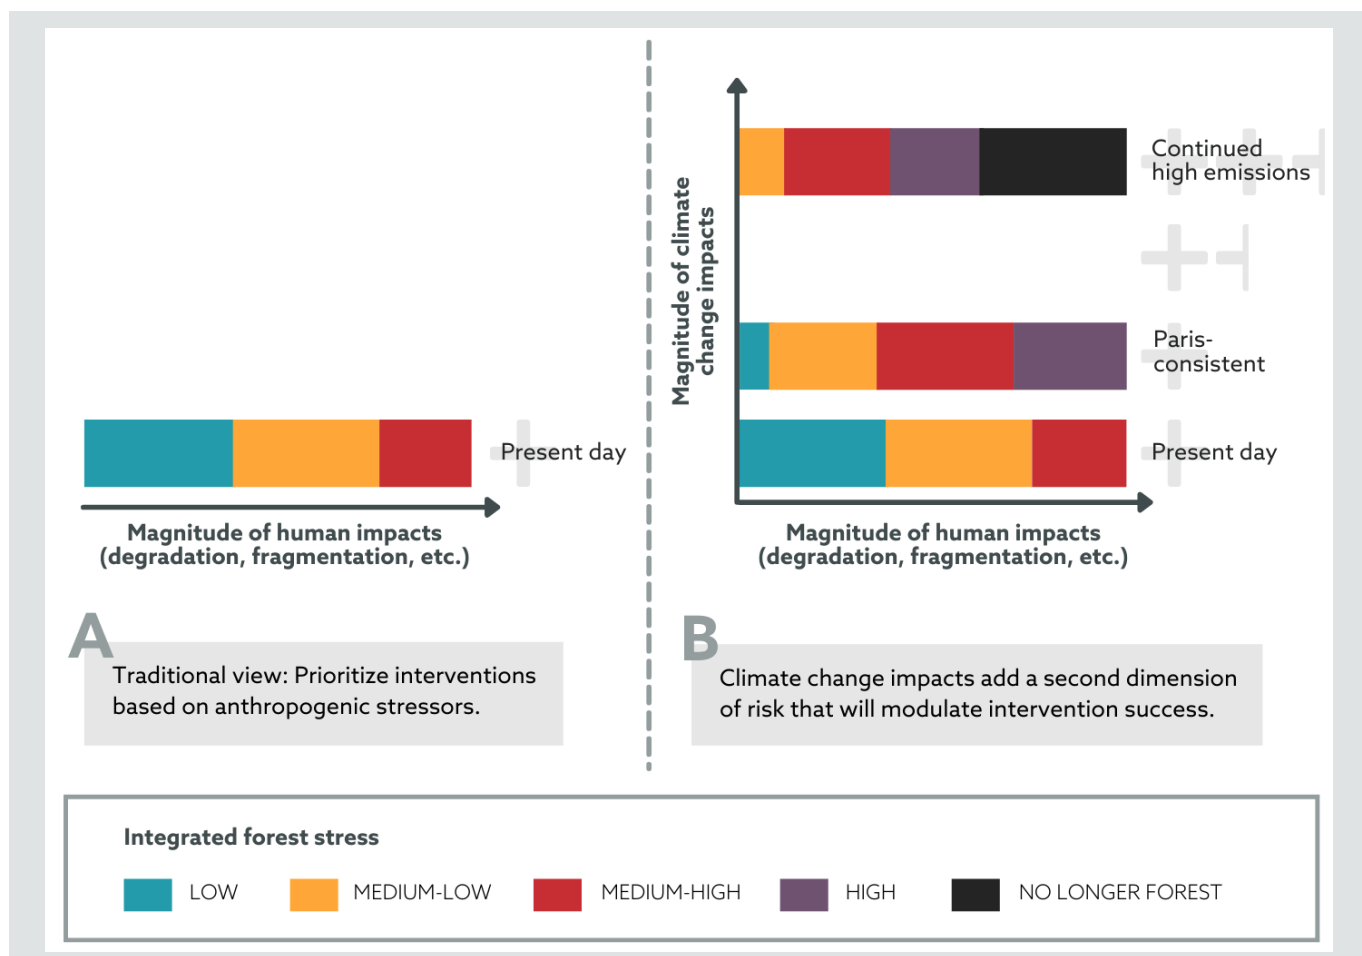 Present day
Magnitude of human impacts
(degradation, fragmentation, etc.)
A
Traditional view: Prioritize interventions
based on anthropogenic stressors.
Magnitude of climate
change impacts
Continued
high emissions
Paris-
consistent
Present day
Magnitude of human impacts
(degradation, fragmentation, etc.)
B
Climate change impacts add a second dimension
of risk that will modulate intervention success.
Integrated forest stress
LOW
MEDIUM-LOW
MEDIUM-HIGH
HIGH
NO LONGER FOREST